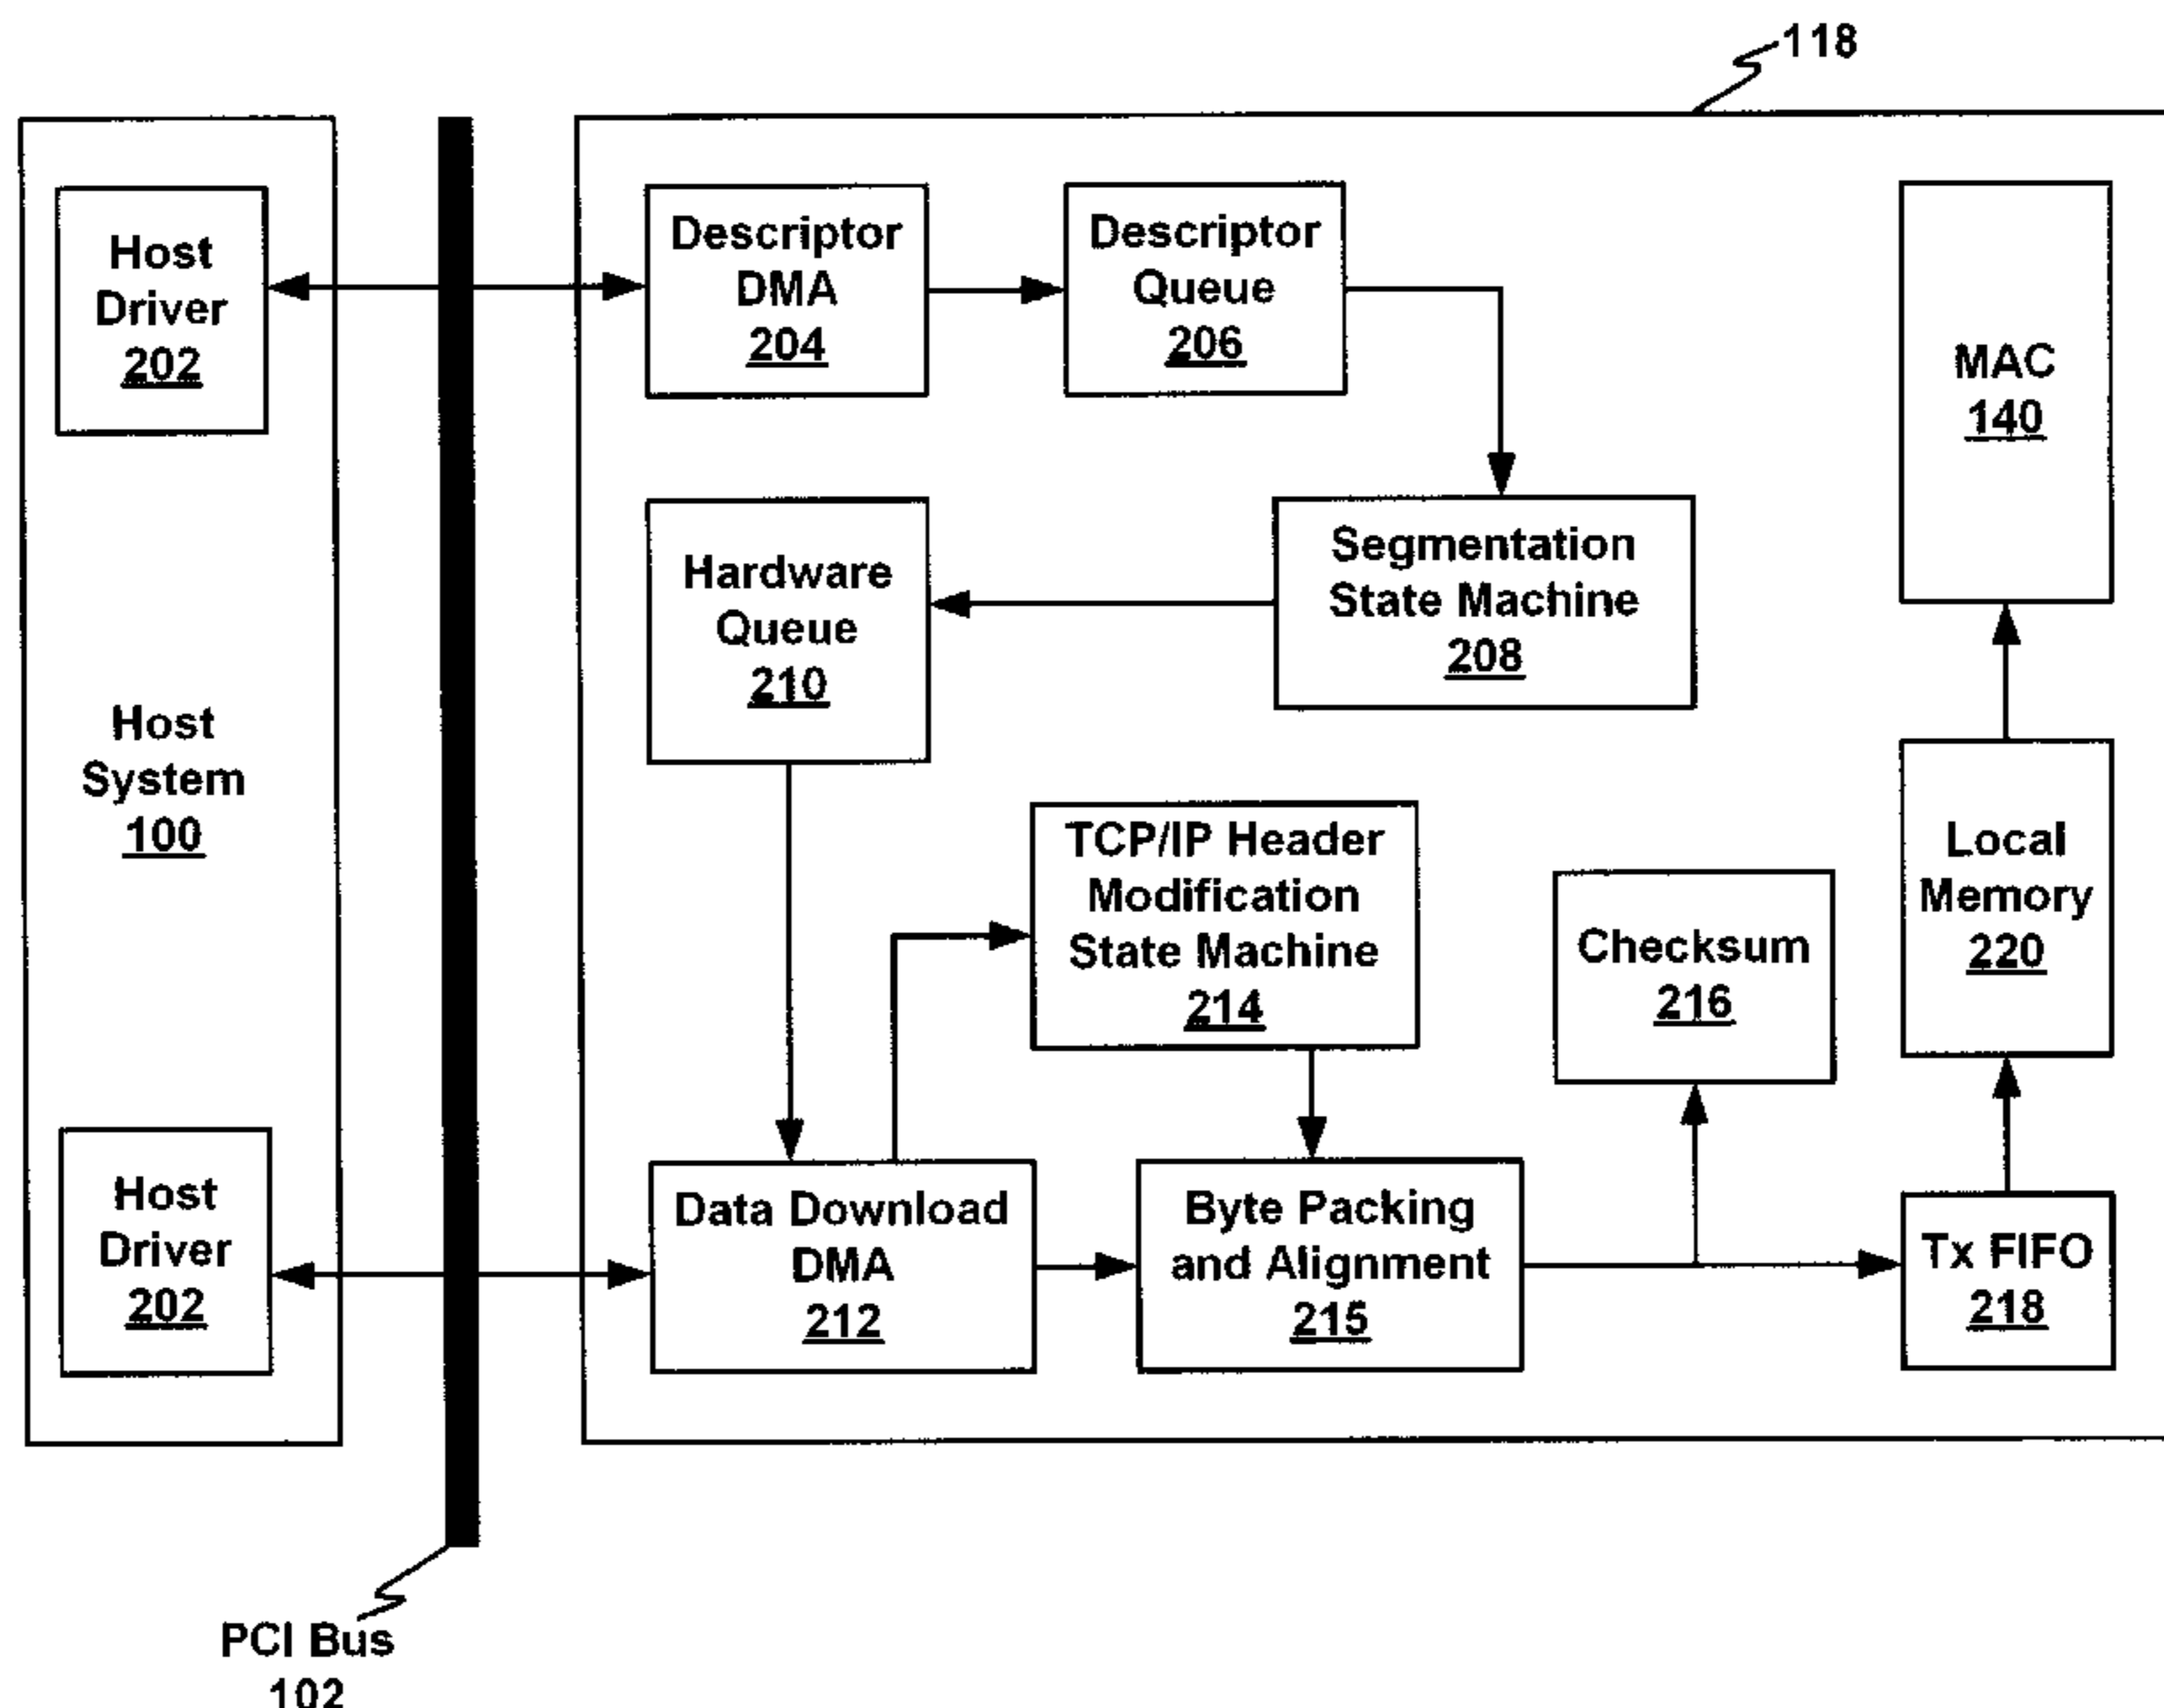 118
Host
Driver
202
Descriptor
DMA
204
Descriptor
Queue
206
MAC
140
Hardware
Queue
210
Segmentation
State Machine
208
Host
System
100
TCP/IP Header
Modification
State Machine
214
Checksum
216
Local
Memory
220
Host
Driver
202
Data Download
DMA
212
Byte Packing
and Alignment
215
Tx FIFO
218
PCI Bus
102